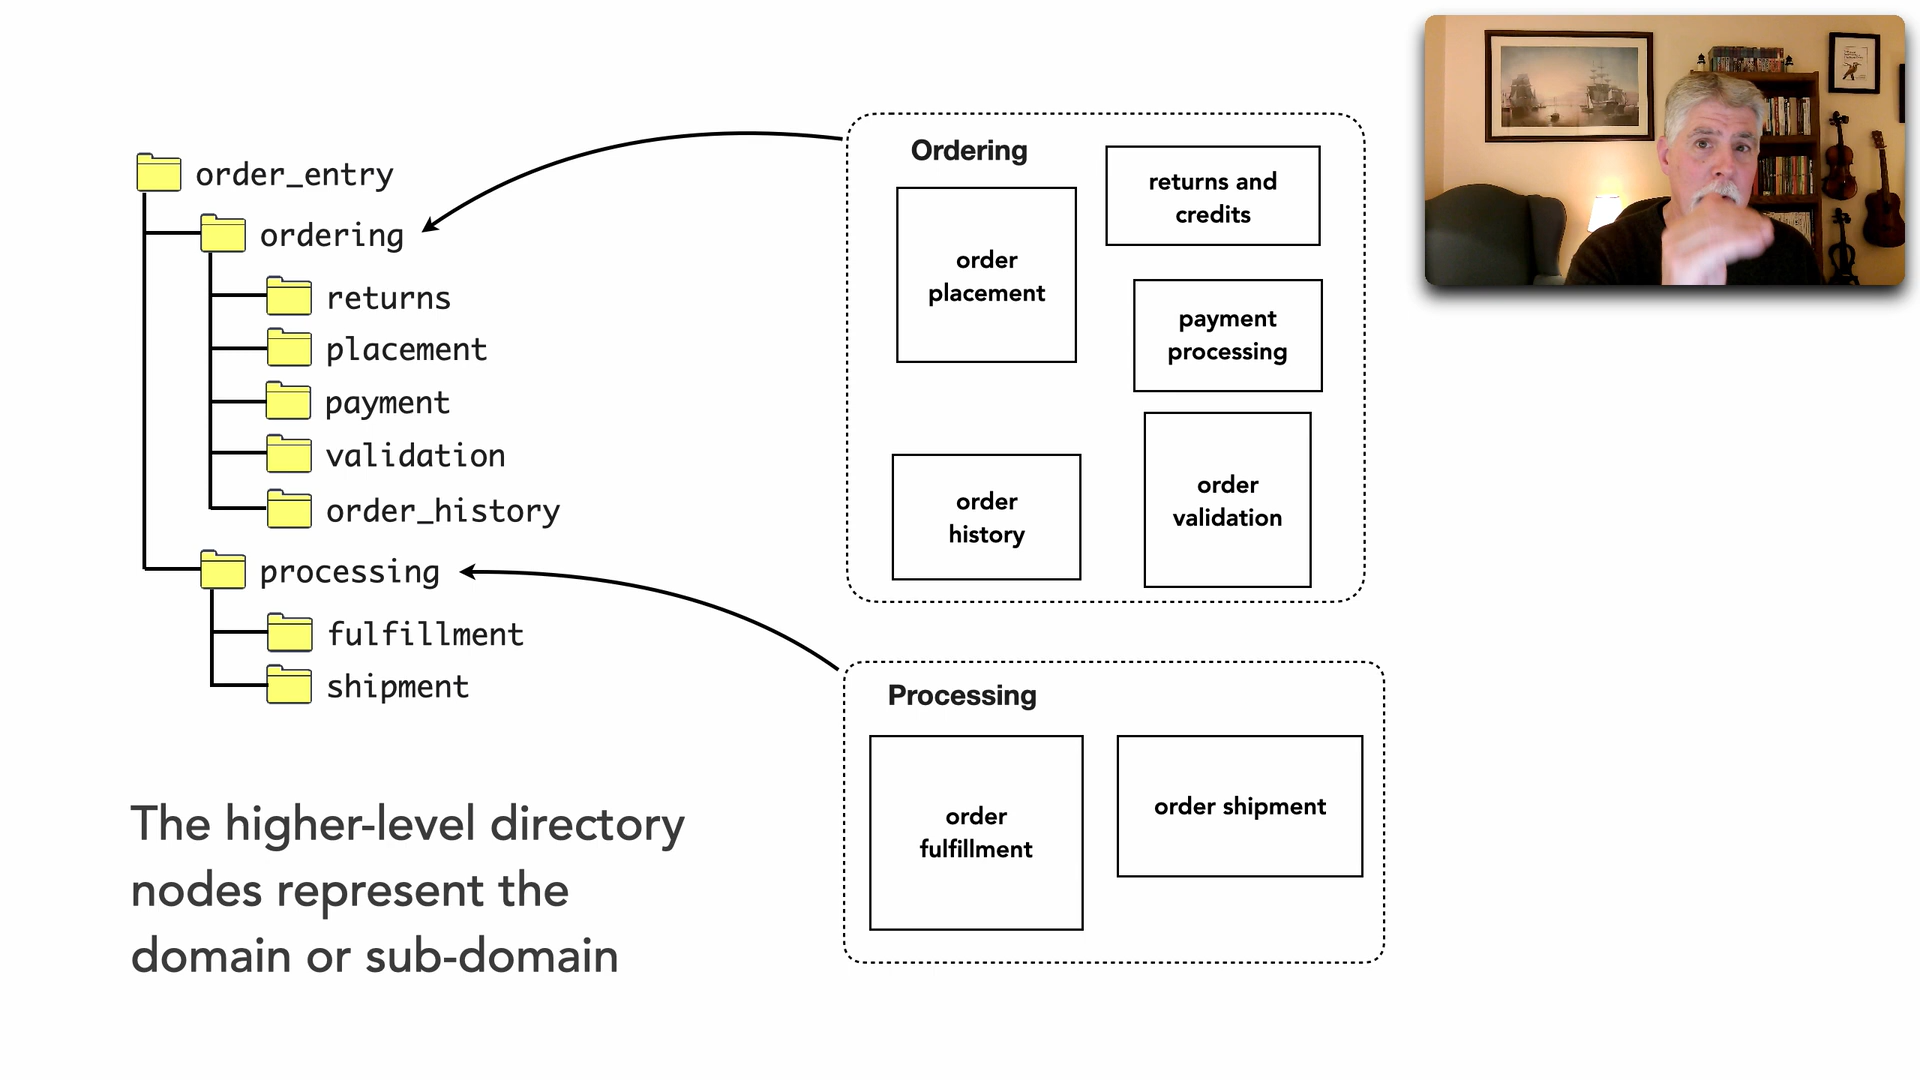 order_entry
ordering
returns
placement
payment
validation
order_history
processing
fulfillment
shipment
The higher-level directory
nodes represent the
domain or sub-domain
Ordering
order
placement
returns and
credits
payment
processing
order
history
order
validation
Processing
order
fulfillment
order shipment